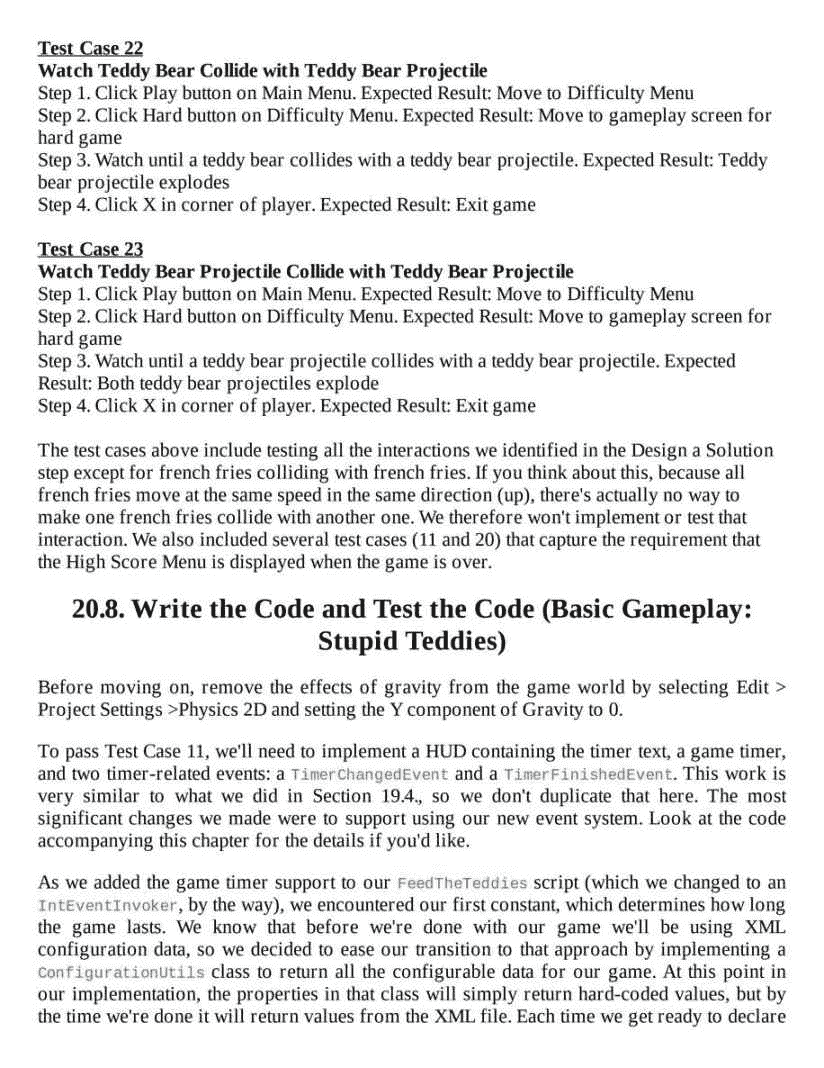 Test Case 22
Watch Teddy Bear Collide with Teddy Bear Projectile
Step 1. Click Play button on Main Menu. Expected Result: Move to Difficulty Menu
Step 2. Click Hard button on Difficulty Menu. Expected Result: Move to gameplay screen for
hard game
Step 3. Watch until a teddy bear collides with a teddy bear projectile. Expected Result: Teddy
bear projectile explodes
Step 4. Click X in corner of player. Expected Result: Exit game
Test Case 23
Watch Teddy Bear Projectile Collide with Teddy Bear Projectile
Step 1. Click Play button on Main Menu. Expected Result: Move to Difficulty Menu
Step 2. Click Hard button on Difficulty Menu. Expected Result: Move to gameplay screen for
hard game
Step 3. Watch until a teddy bear projectile collides with a teddy bear projectile. Expected
Result: Both teddy bear projectiles explode
Step 4. Click X in corner of player. Expected Result: Exit game
The test cases above include testing all the interactions we identified in the Design a Solution
step except for french fries colliding with french fries. If you think about this, because all
french fries move at the same speed in the same direction (up), there's actually no way to
make one french fries collide with another one. We therefore won't implement or test that
interaction. We also included several test cases (11 and 20) that capture the requirement that
the High Score Menu is displayed when the game is over.
20.8. Write the Code and Test the Code (Basic Gameplay:
Stupid Teddies)
Before moving on, remove the effects of gravity from the game world by selecting Edit >
Project Settings >Physics 2D and setting the Y component of Gravity to 0.
To pass Test Case 11, we'll need to implement a HUD containing the timer text, a game timer,
and two timer-related events: a TimerChangedEvent and a TimerFinishedEvent. This work is
very similar to what we did in Section 19.4., so we don't duplicate that here. The most
significant changes we made were to support using our new event system. Look at the code
accompanying this chapter for the details if you'd like.
As we added the game timer support to our FeedTheTeddies script (which we changed to an
IntEventInvoker, by the way), we encountered our first constant, which determines how long
the game lasts. We know that before we're done with our game we'll be using XML
configuration data, so we decided to ease our transition to that approach by implementing a
ConfigurationUtils class to return all the configurable data for our game. At this point in
our implementation, the properties in that class will simply return hard-coded values, but by
the time we're done it will return values from the XML file. Each time we get ready to declare